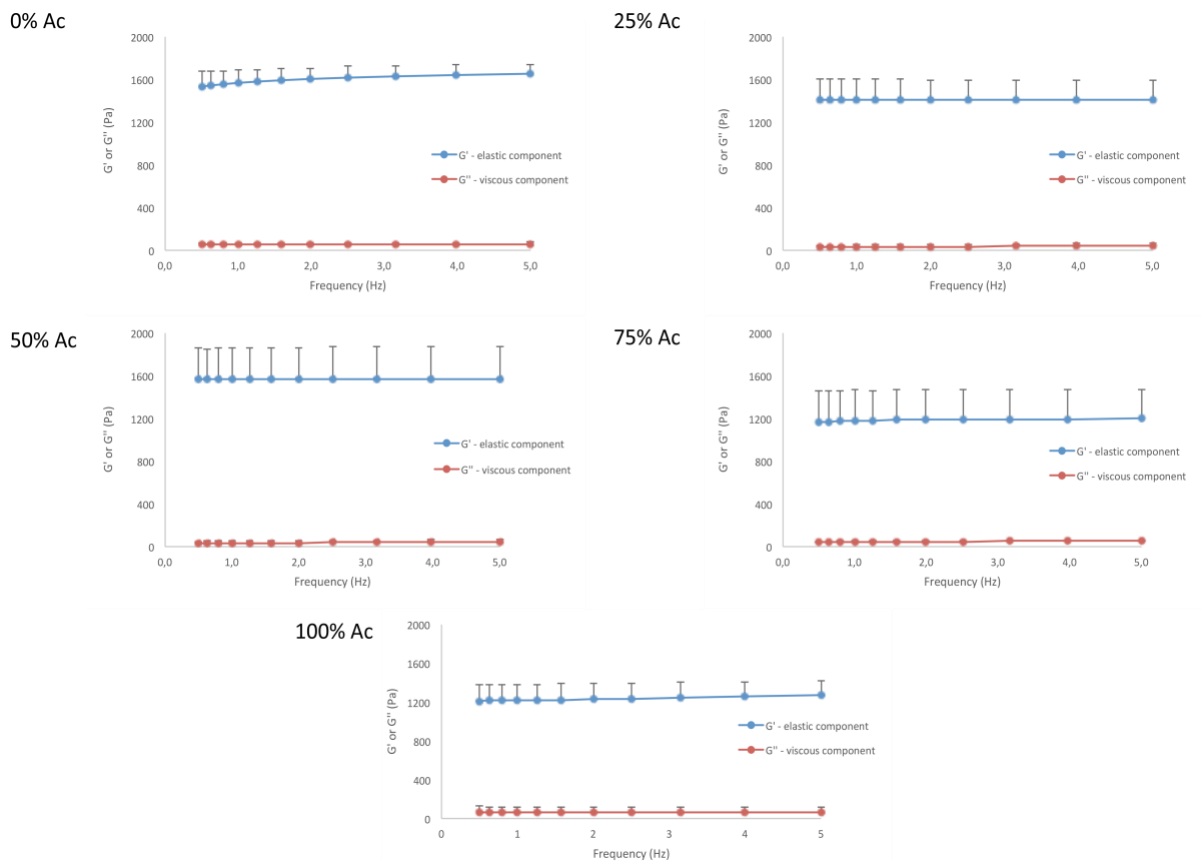 0% Ac
2000
1600
1200
800
400
0
G' or G'' (Pa)
0,0 1,0 2,0 3,0 4,0 5,0
Frequency (Hz)
G' - elastic component
G'' - viscous component
25% Ac
2000
1600
1200
800
400
0
G' or G'' (Pa)
0,0 1,0 2,0 3,0 4,0 5,0
Frequency (Hz)
G' - elastic component
G'' - viscous component
50% Ac
2000
1600
1200
800
400
0
G' or G'' (Pa)
0,0 1,0 2,0 3,0 4,0 5,0
Frequency (Hz)
G' - elastic component
G'' - viscous component
75% Ac
2000
1600
1200
800
400
0
G' or G'' (Pa)
0,0 1,0 2,0 3,0 4,0 5,0
Frequency (Hz)
G' - elastic component
G'' - viscous component
100% Ac
2000
1600
1200
800
400
0
G' or G'' (Pa)
0 1 2 3 4 5
Frequency (Hz)
G' - elastic component
G'' - viscous component